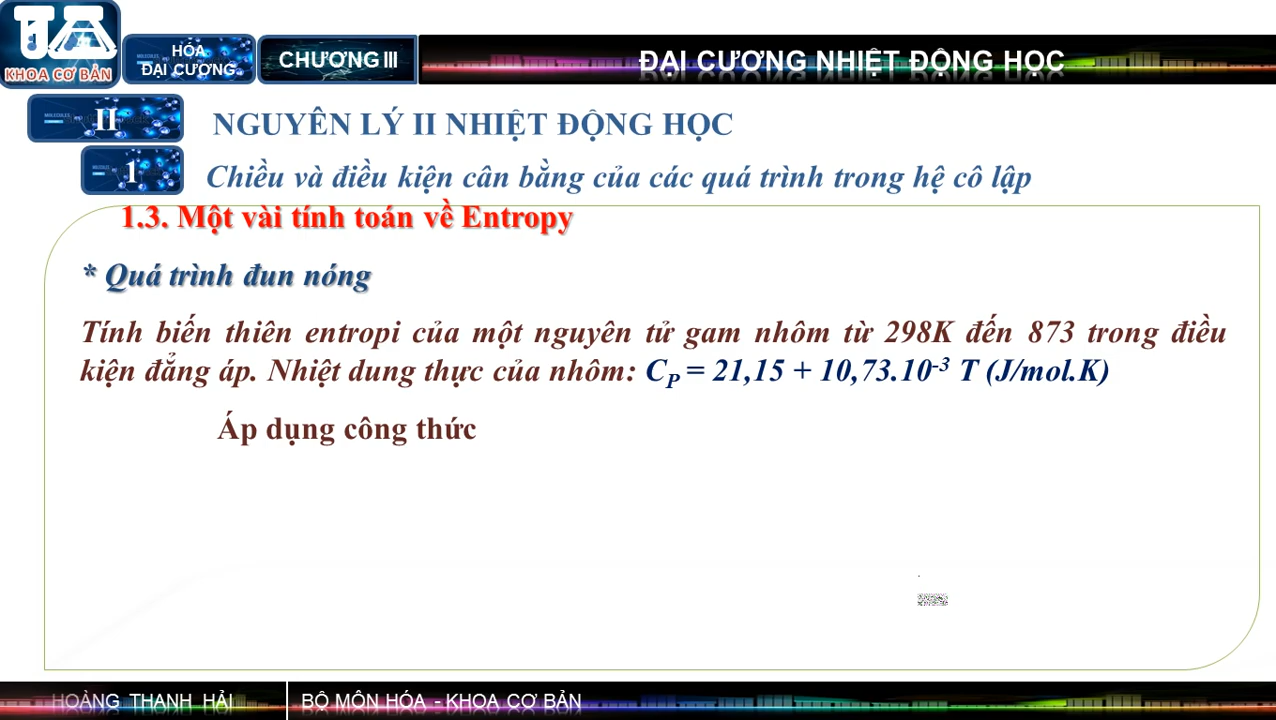 KHOA CƠ BẢN
HÓA
ĐẠI CƯƠNG
CHƯƠNG III
ĐẠI CƯƠNG NHIỆT ĐỘNG HỌC
II
NGUYÊN LÝ II NHIỆT ĐỘNG HỌC
1
Chiều và điều kiện cân bằng của các quá trình trong hệ cô lập
1.3. Một vài tính toán về Entropy
* Quá trình đun nóng
Tính biến thiên entropi của một nguyên tử gam nhôm từ 298K đến 873 trong điều
kiện đẳng áp. Nhiệt dung thực của nhôm: C_P = 21,15 + 10,73.10⁻³ T (J/mol.K)
Áp dụng công thức
HOÀNG THANH HẢI
BỘ MÔN HÓA - KHOA CƠ BẢN